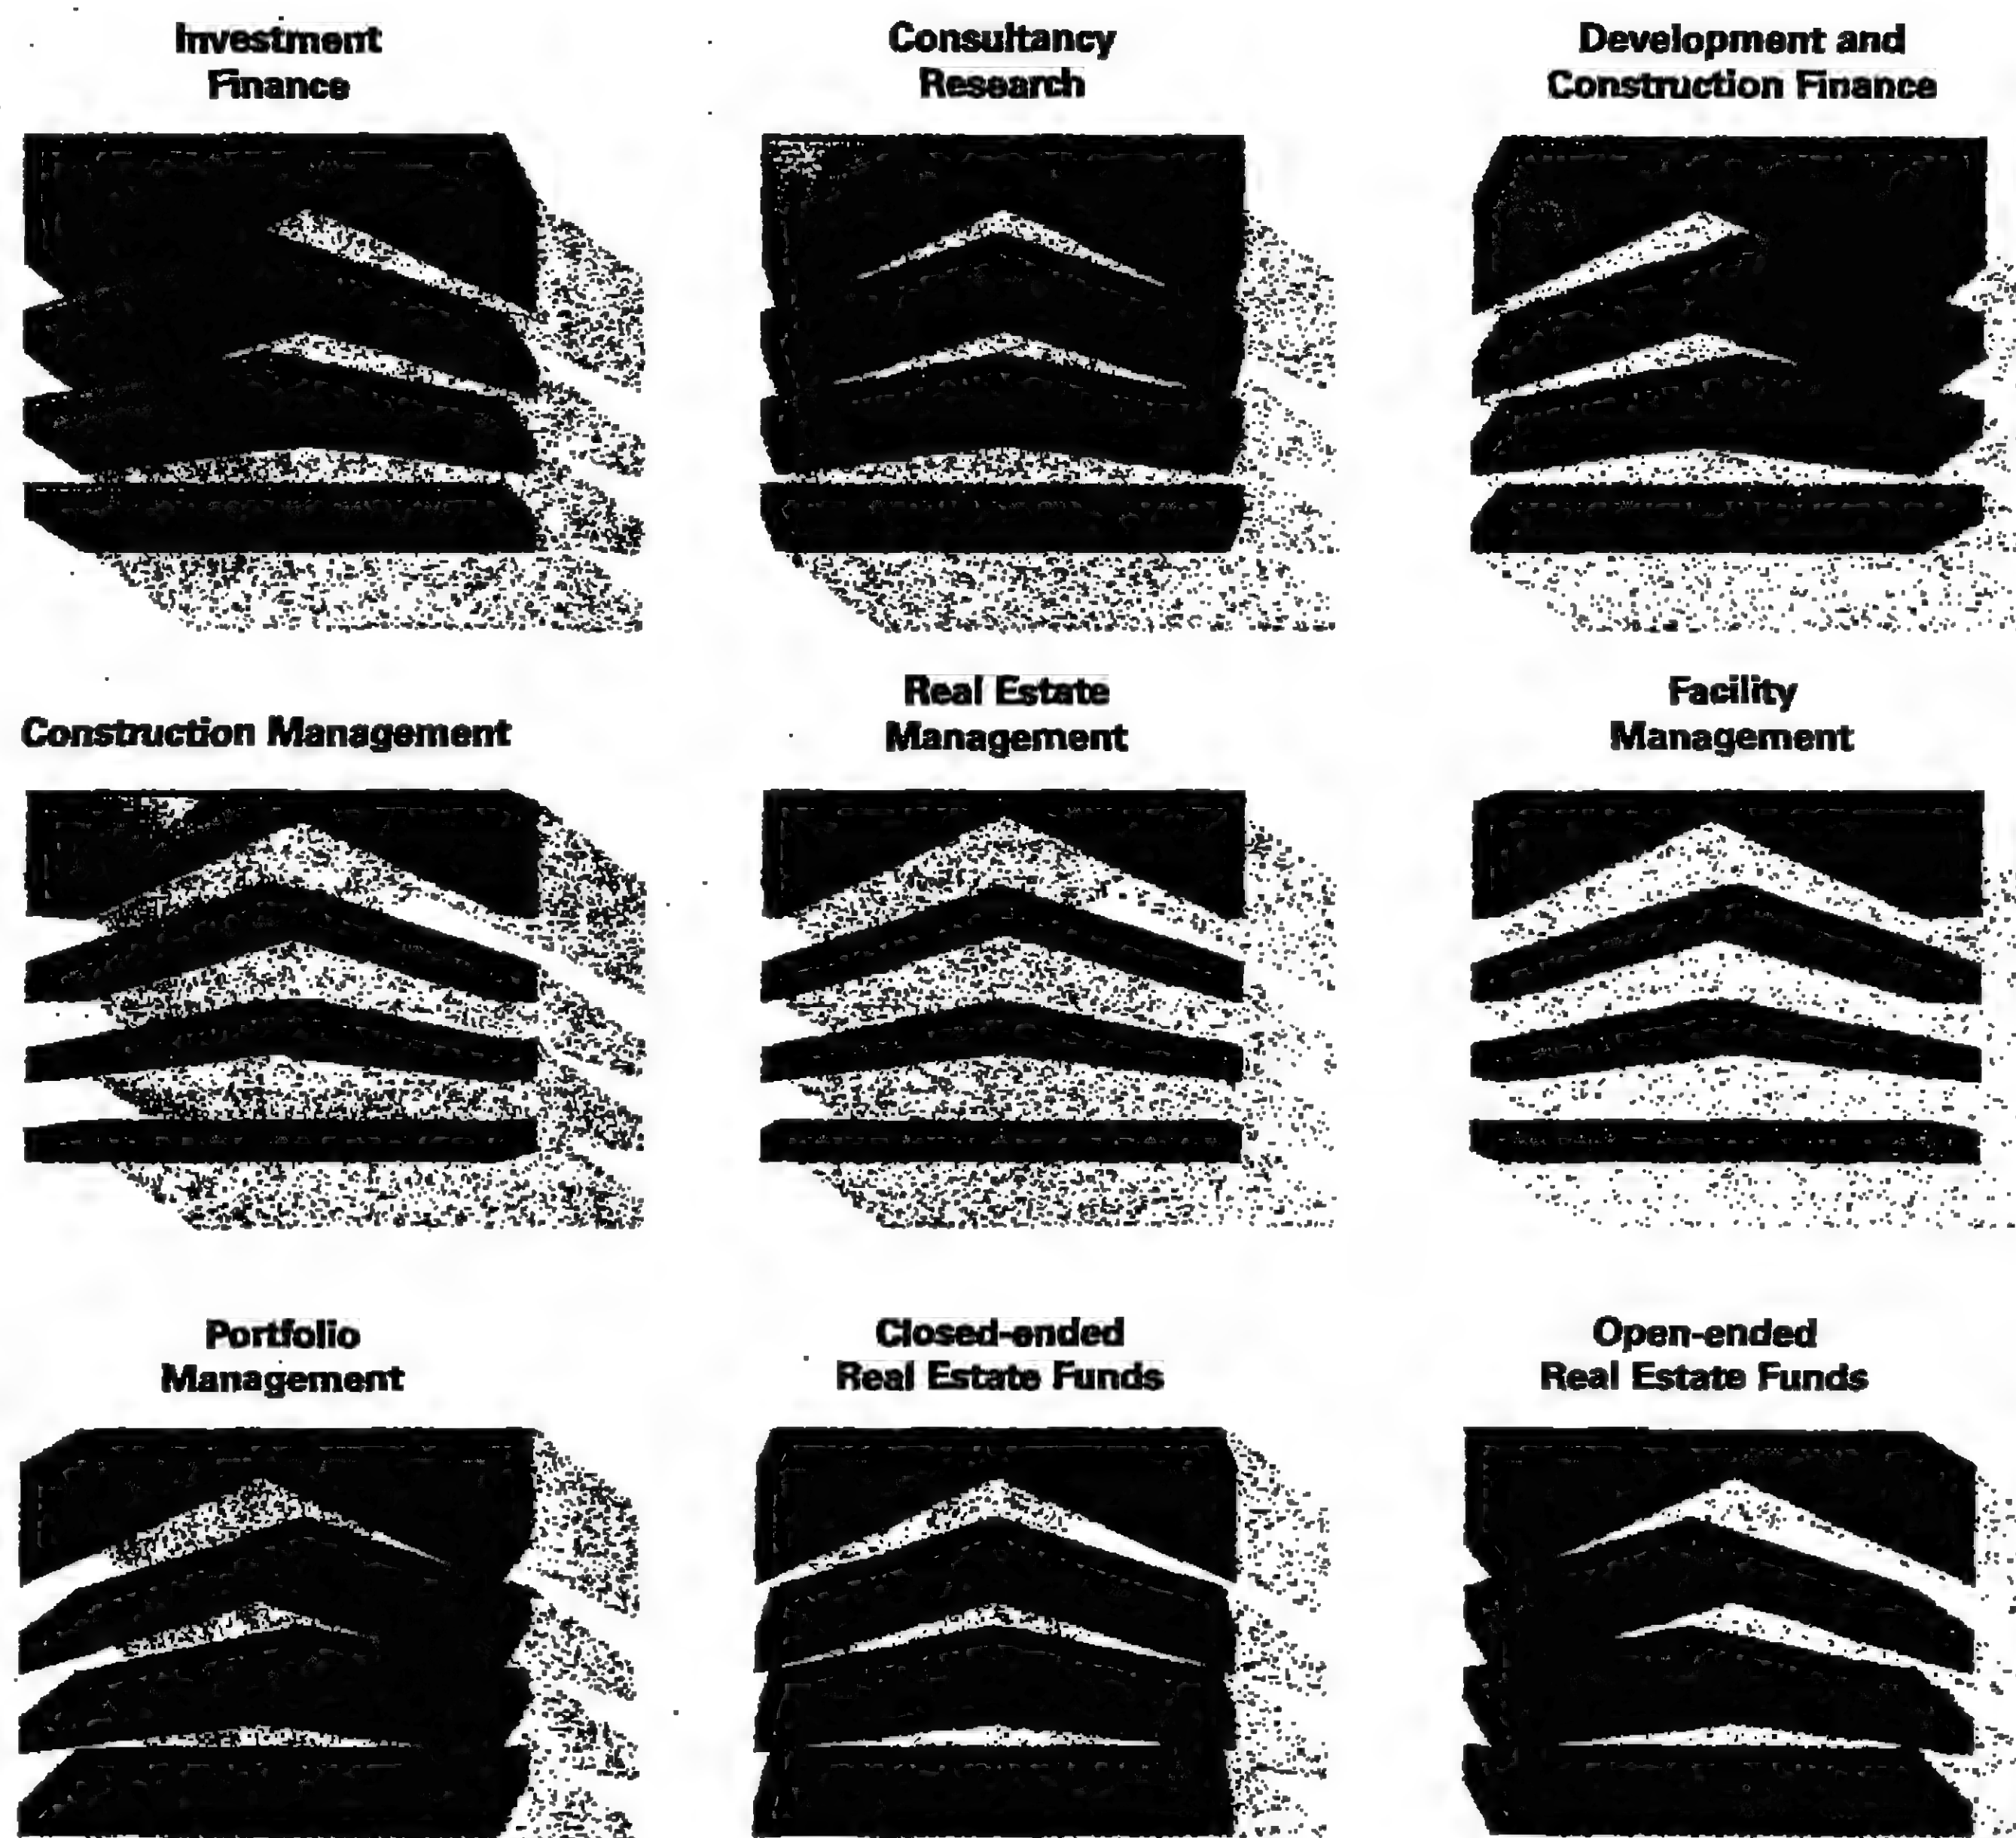 Investment
Finance
Consultancy
Research
Development and
Construction Finance
Construction Management
Real Estate
Management
Facility
Management
Portfolio
Management
Closed-ended
Real Estate Funds
Open-ended
Real Estate Funds